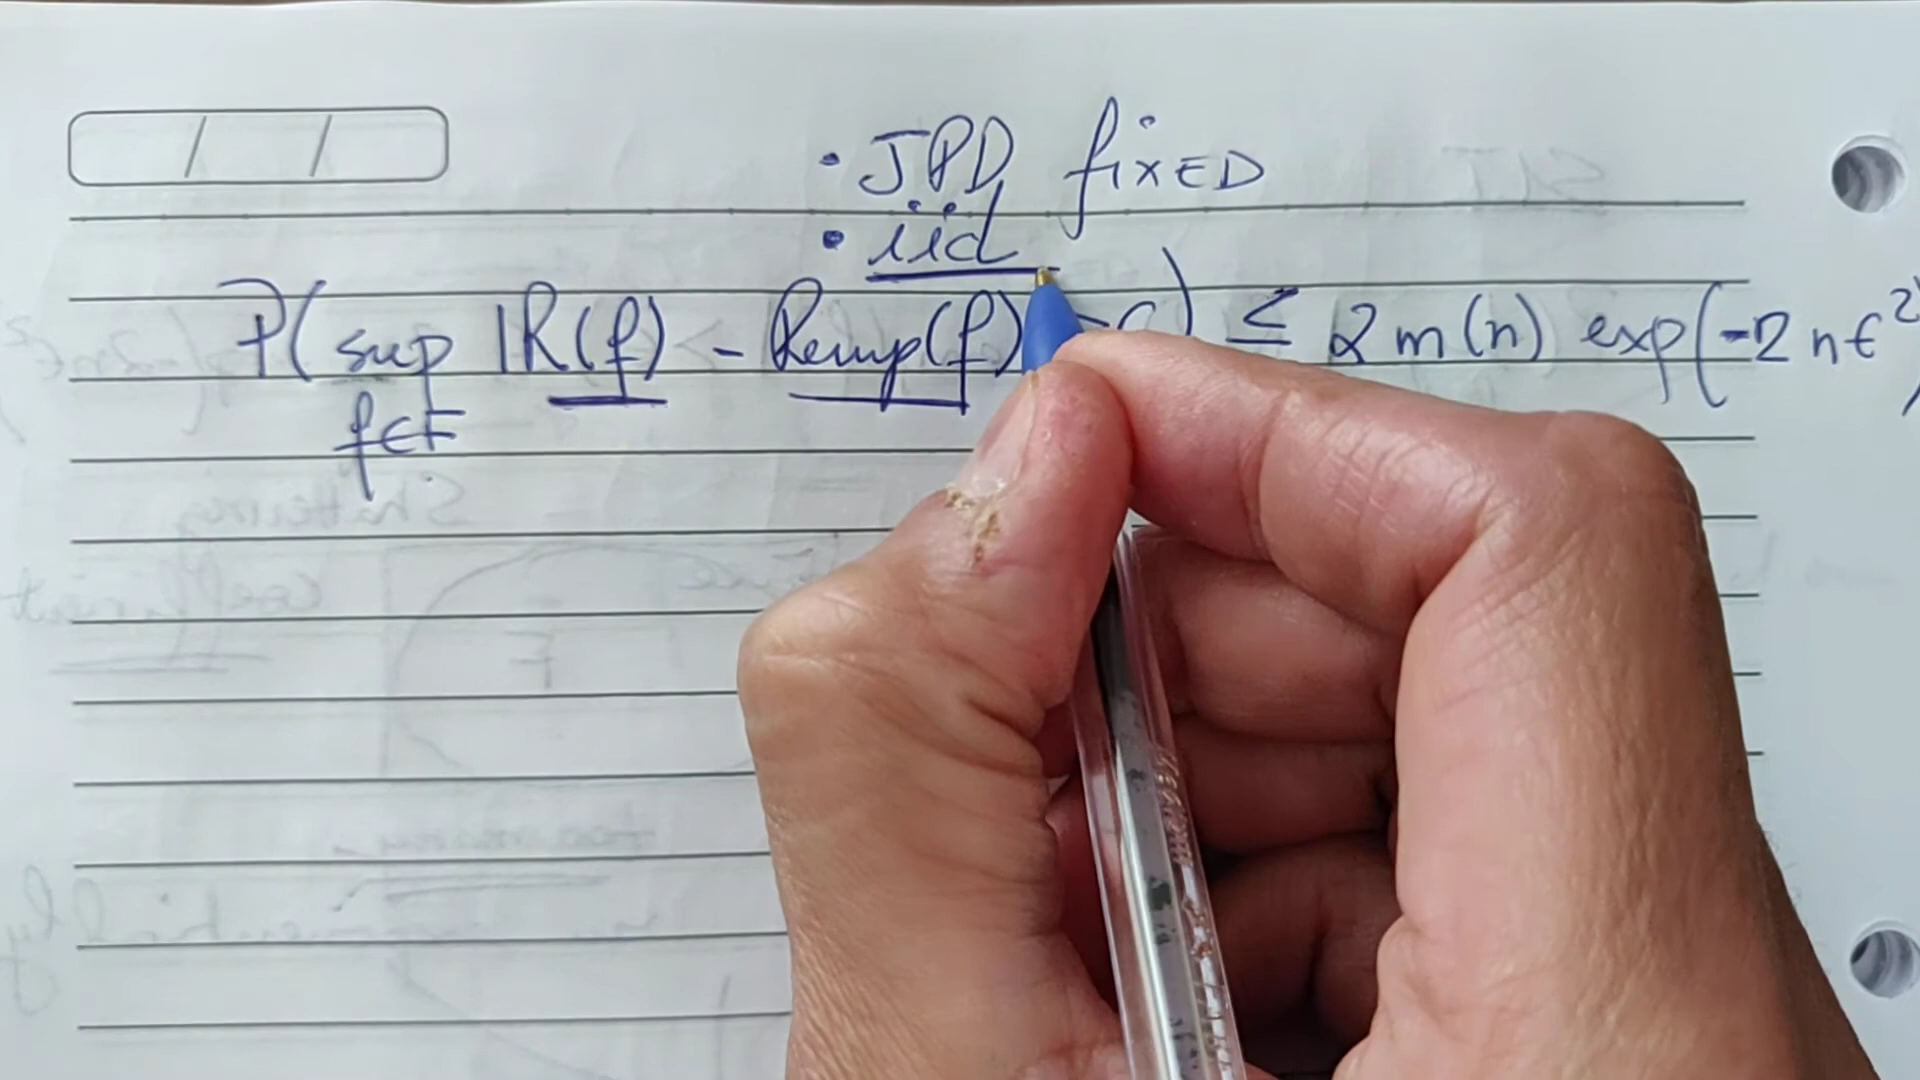 • JPD fixED
• iid
P( sup |R(f) - Remp(f) ) ≤ 2 m(n) exp(-2 n ϵ²)
f∈F